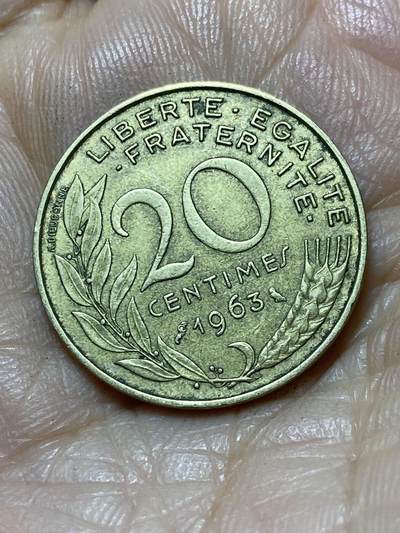 LIBERTE · EGALITE
· FRATERNITE ·
20
CENTIMES
1963